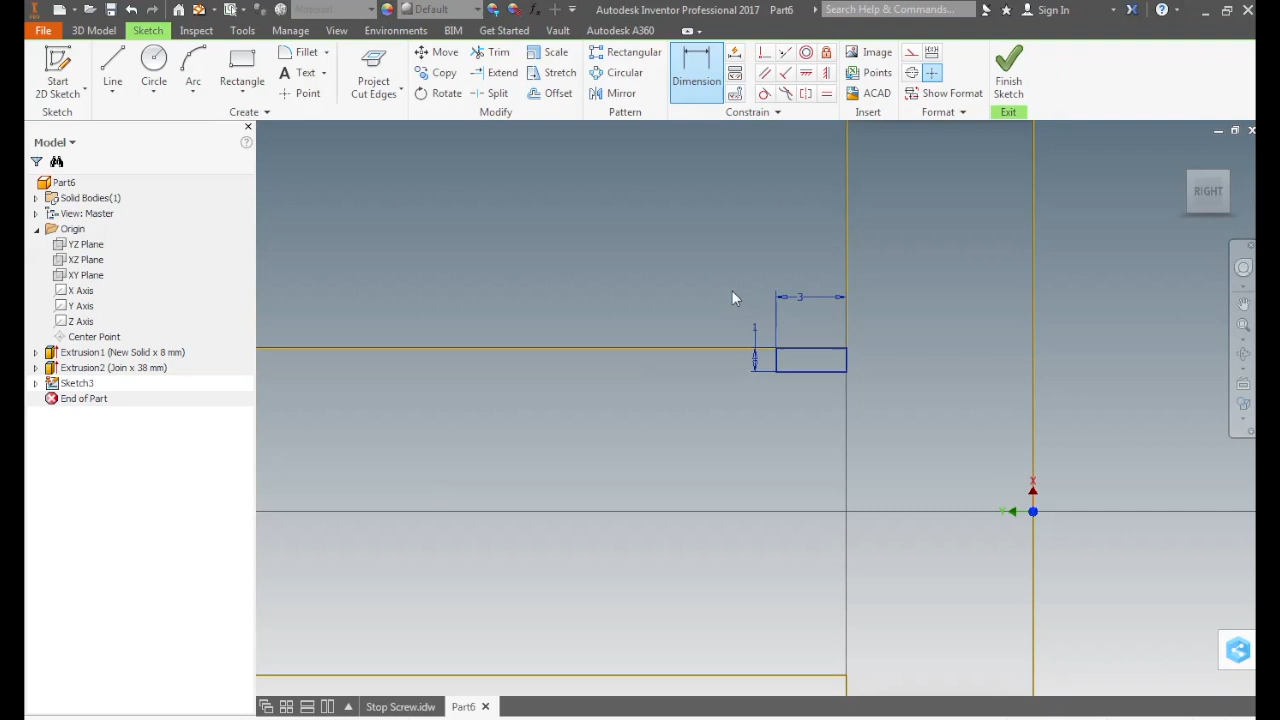 Material
Default
fx
Autodesk Inventor Professional 2017 Part6
Search Help & Commands...
Sign In
File 3D Model Sketch Inspect Tools Manage View Environments BIM Get Started Vault Autodesk A360
PRO
Start 2D Sketch
Line
Circle
Arc
Rectangle
Fillet
Text
Point
Project Cut Edges
Move
Copy
Rotate
Trim
Extend
Split
Scale
Stretch
Offset
Rectangular
Circular
Mirror
Dimension
Image
Points
ACAD
Show Format
Finish Sketch
Sketch Create Modify Pattern Constrain Insert Format Exit
Model
Part6
Solid Bodies(1)
View: Master
Origin
YZ Plane
XZ Plane
XY Plane
X Axis
Y Axis
Z Axis
Center Point
Extrusion1 (New Solid x 8 mm)
Extrusion2 (Join x 38 mm)
Sketch3
End of Part
RIGHT
3
1
X
Y
Stop Screw.idw Part6